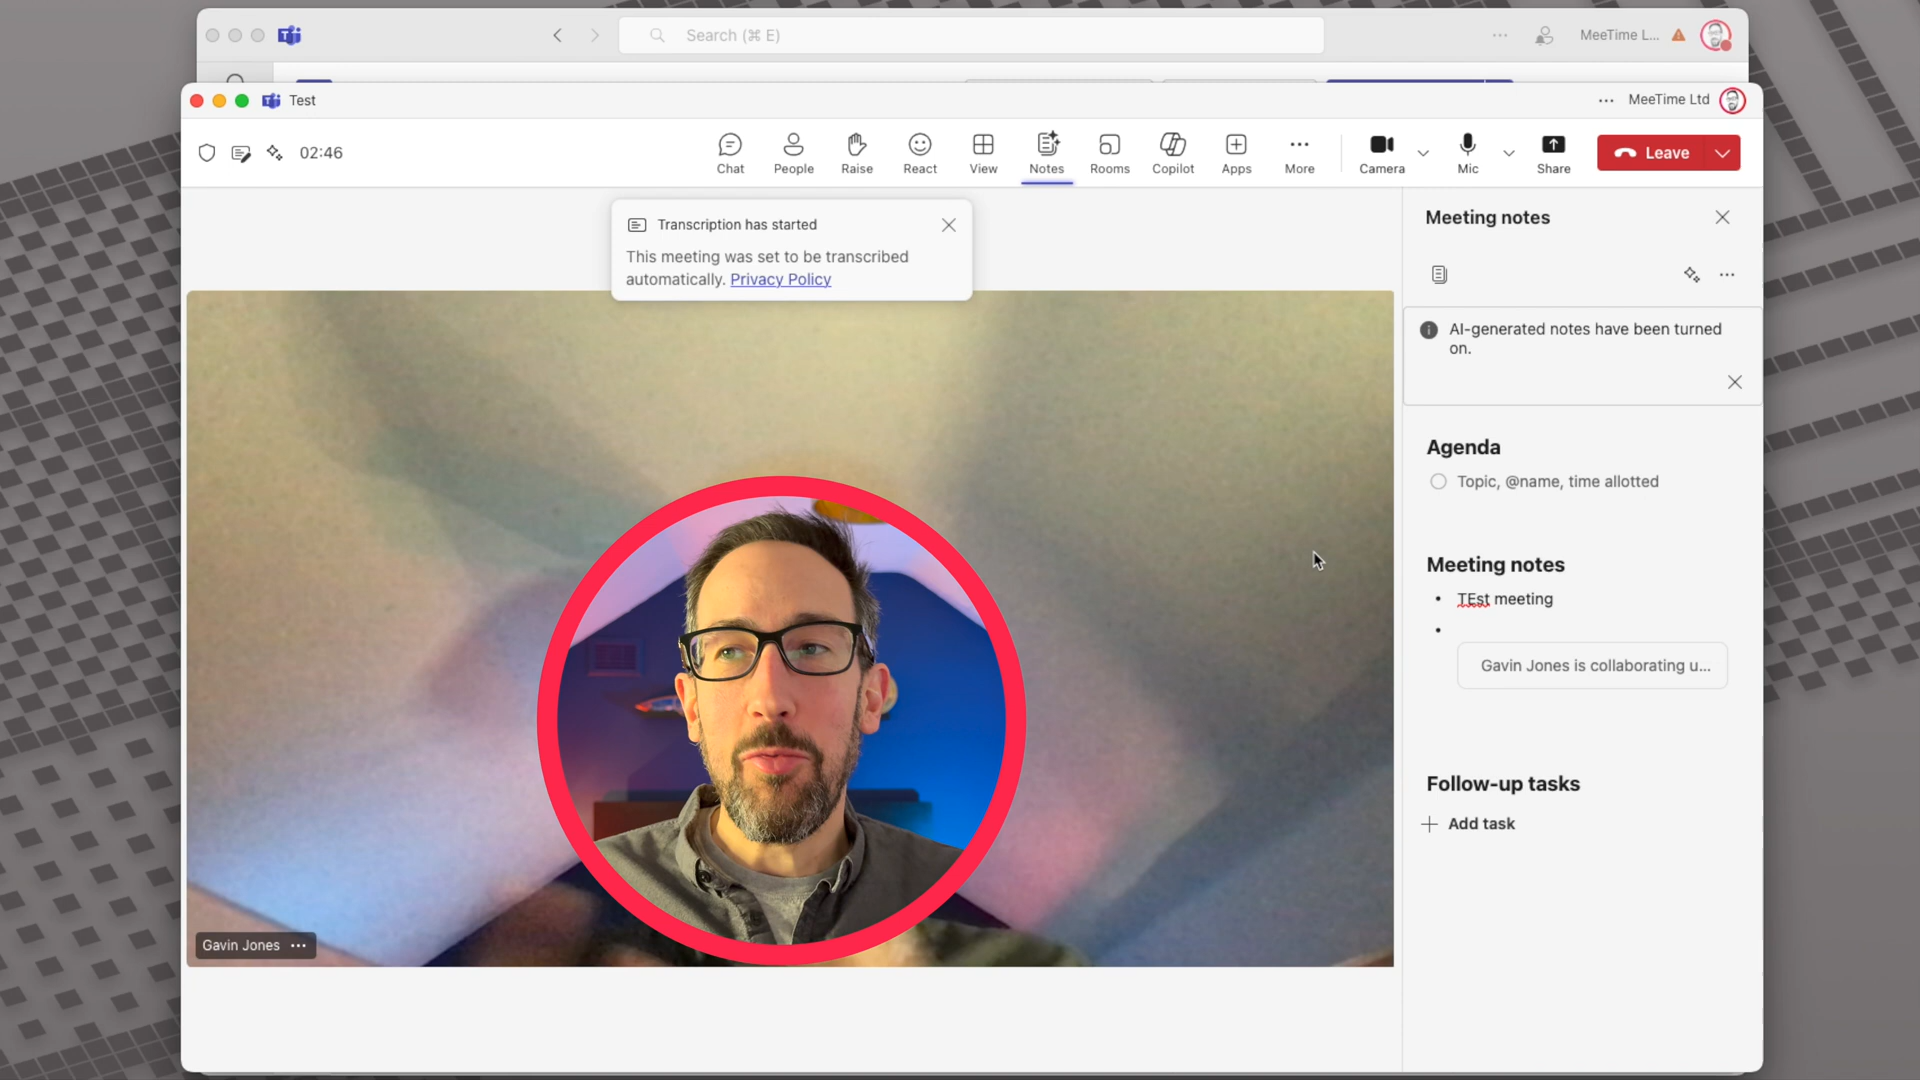 Search (⌘ E)
MeeTime L...
Test
MeeTime Ltd
02:46
Chat
People
Raise
React
View
Notes
Rooms
Copilot
Apps
More
Camera
Mic
Share
Leave
Transcription has started
This meeting was set to be transcribed
automatically. Privacy Policy
Meeting notes
AI-generated notes have been turned
on.
Agenda
Topic, @name, time allotted
Meeting notes
• TEst meeting
•
Gavin Jones is collaborating u...
Follow-up tasks
Add task
Gavin Jones